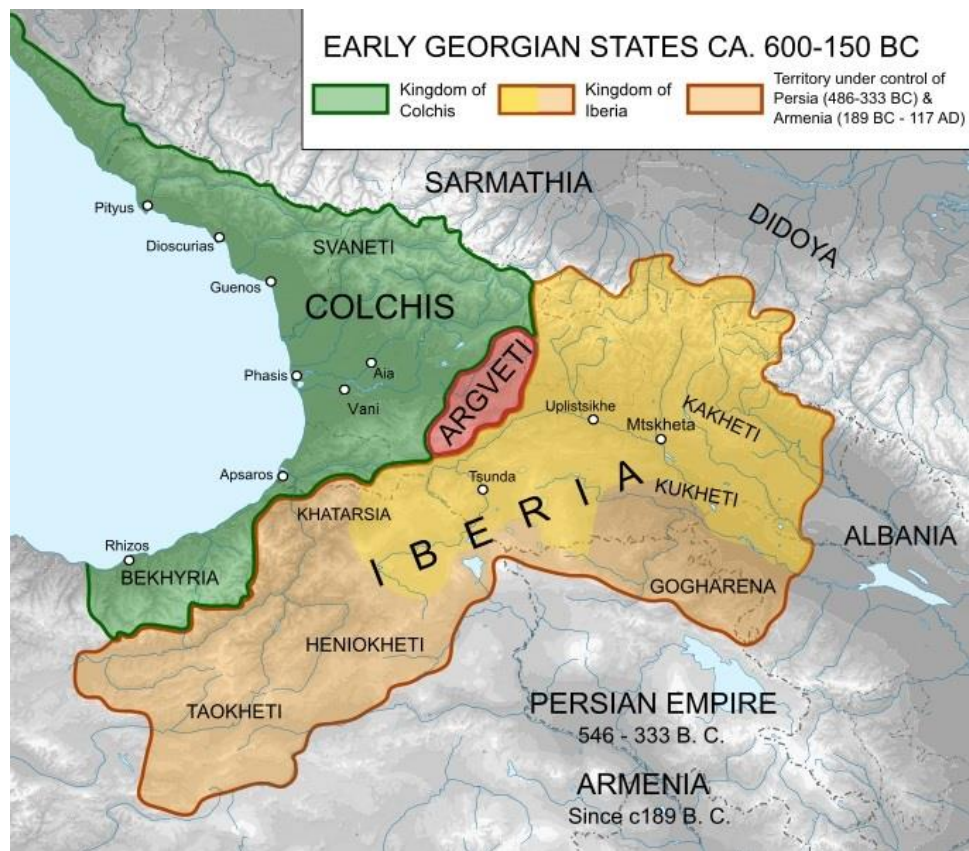 EARLY GEORGIAN STATES CA. 600-150 BC
Kingdom of
Colchis
Kingdom of
Iberia
Territory under control of
Persia (486-333 BC) &
Armenia (189 BC - 117 AD)
SARMATHIA
DIDOYA
Pityus
Dioscurias
SVANETI
Guenos
COLCHIS
Phasis
Aia
Vani
ARGVETI
Uplistsikhe
Mtskheta
KAKHETI
Apsaros
Tsunda
KUKHETI
KHATARSIA
IBERIA
ALBANIA
Rhizos
BEKHYRIA
GOGHARENA
HENIOKHETI
TAOKHETI
PERSIAN EMPIRE
546 - 333 B. C.
ARMENIA
Since c189 B. C.